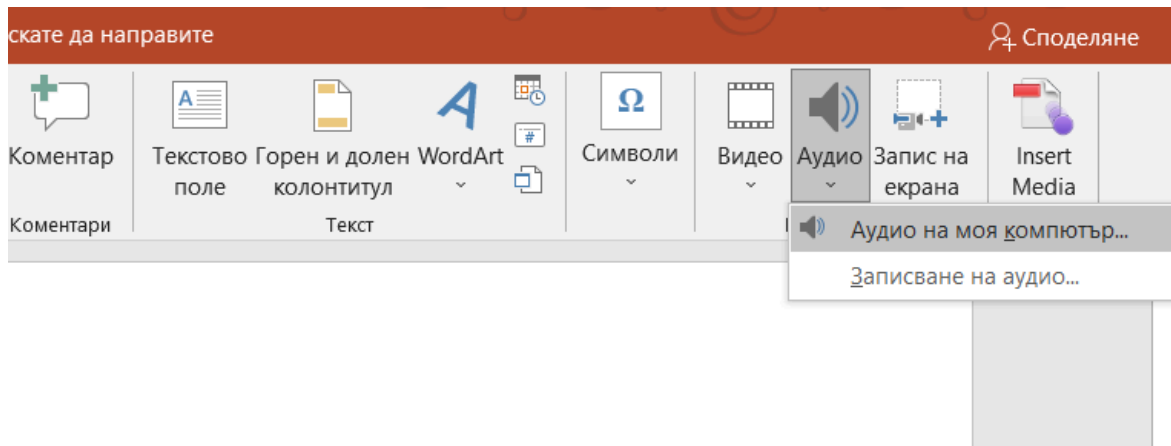 скате да направите
Споделяне
Коментар
Текстово поле
Горен и долен колонтитул
WordArt
#
Ω
Символи
Видео
Аудио
Запис на екрана
Insert Media
Коментари
Текст
Аудио на моя компютър...
Записване на аудио...